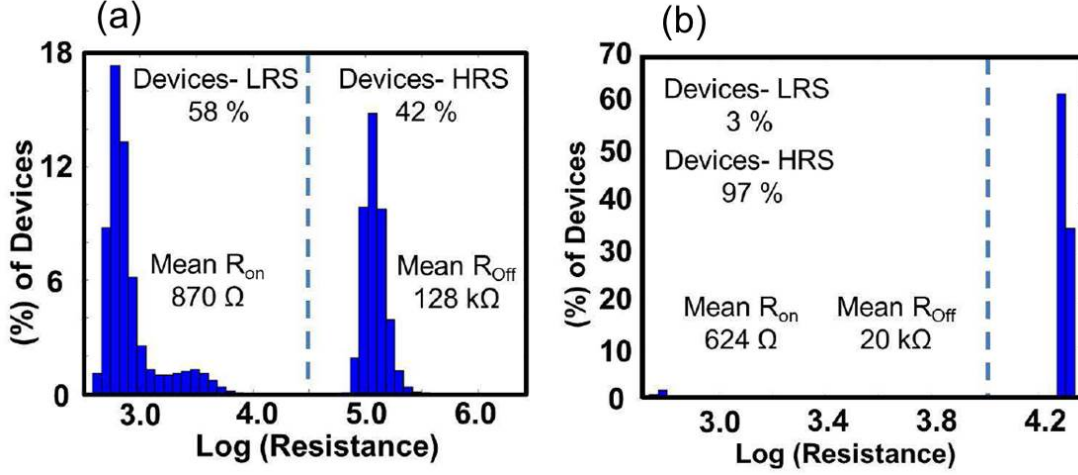 (a)
18
12
6
0
(%) of Devices
Devices- LRS
58 %
Devices- HRS
42 %
Mean Ron
870 Ω
Mean ROff
128 kΩ
3.0 4.0 5.0 6.0
Log (Resistance)
(b)
70
60
50
40
30
20
10
0
(%) of Devices
Devices- LRS
3 %
Devices- HRS
97 %
Mean Ron
624 Ω
Mean ROff
20 kΩ
3.0 3.4 3.8 4.2
Log (Resistance)